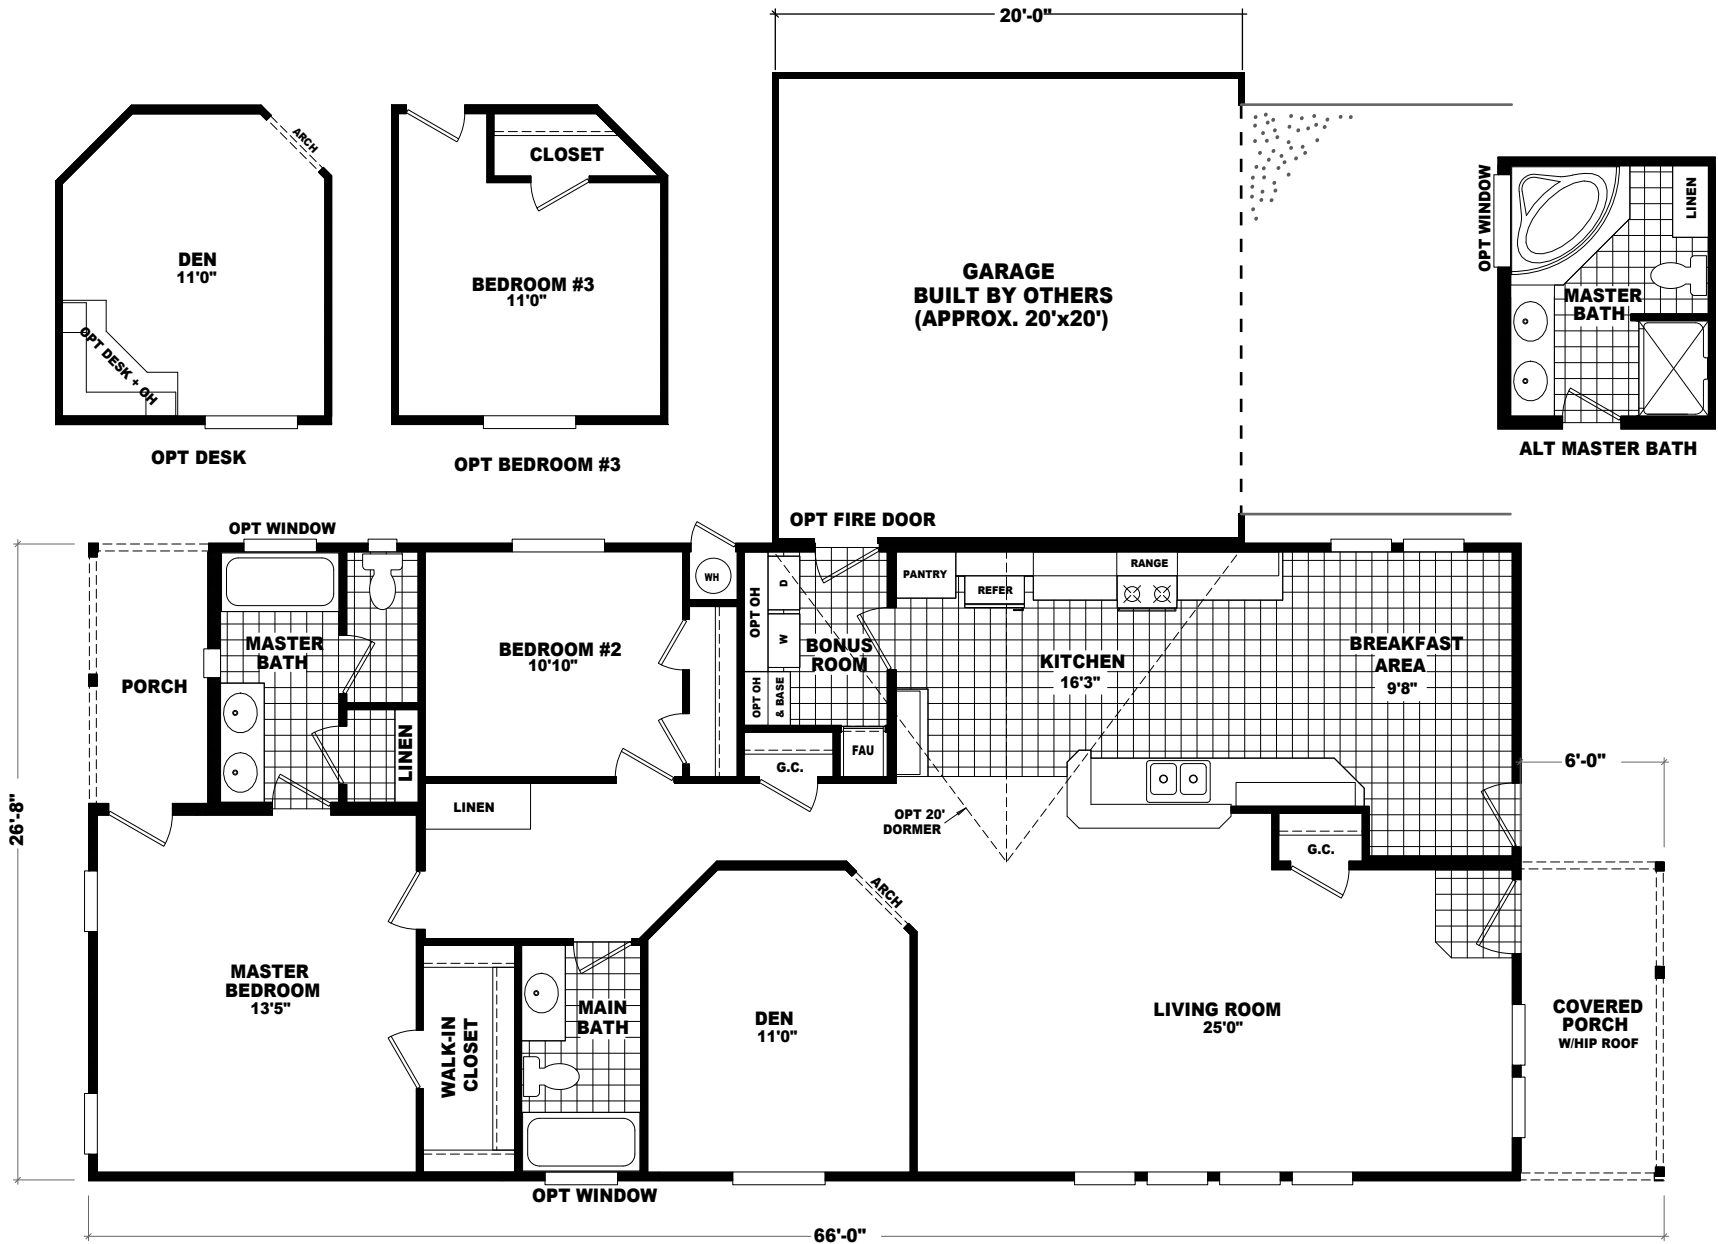 20'-0"
ARCH
DEN
11'0"
OPT DESK + OH
OPT DESK
CLOSET
BEDROOM #3
11'0"
OPT BEDROOM #3
GARAGE
BUILT BY OTHERS
(APPROX. 20'x20')
OPT WINDOW
LINEN
MASTER
BATH
ALT MASTER BATH
OPT WINDOW
OPT FIRE DOOR
PORCH
MASTER
BATH
LINEN
BEDROOM #2
10'10"
WH
OPT OH
D
W
OPT OH
& BASE
BONUS
ROOM
G.C.
FAU
PANTRY
REFER
RANGE
KITCHEN
16'3"
BREAKFAST
AREA
9'8"
6'-0"
26'-8"
LINEN
OPT 20'
DORMER
G.C.
ARCH
MASTER
BEDROOM
13'5"
WALK-IN
CLOSET
MAIN
BATH
DEN
11'0"
LIVING ROOM
25'0"
COVERED
PORCH
W/HIP ROOF
OPT WINDOW
66'-0"